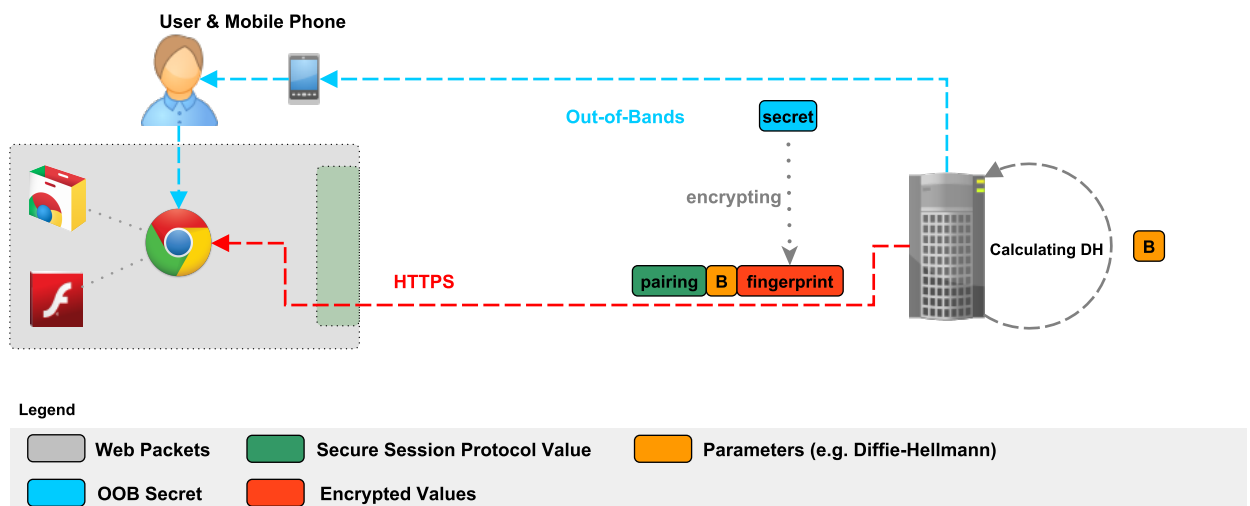 User & Mobile Phone
Out-of-Bands
secret
encrypting
Calculating DH
B
HTTPS
pairing
B
fingerprint
Legend
Web Packets
Secure Session Protocol Value
Parameters (e.g. Diffie-Hellmann)
OOB Secret
Encrypted Values